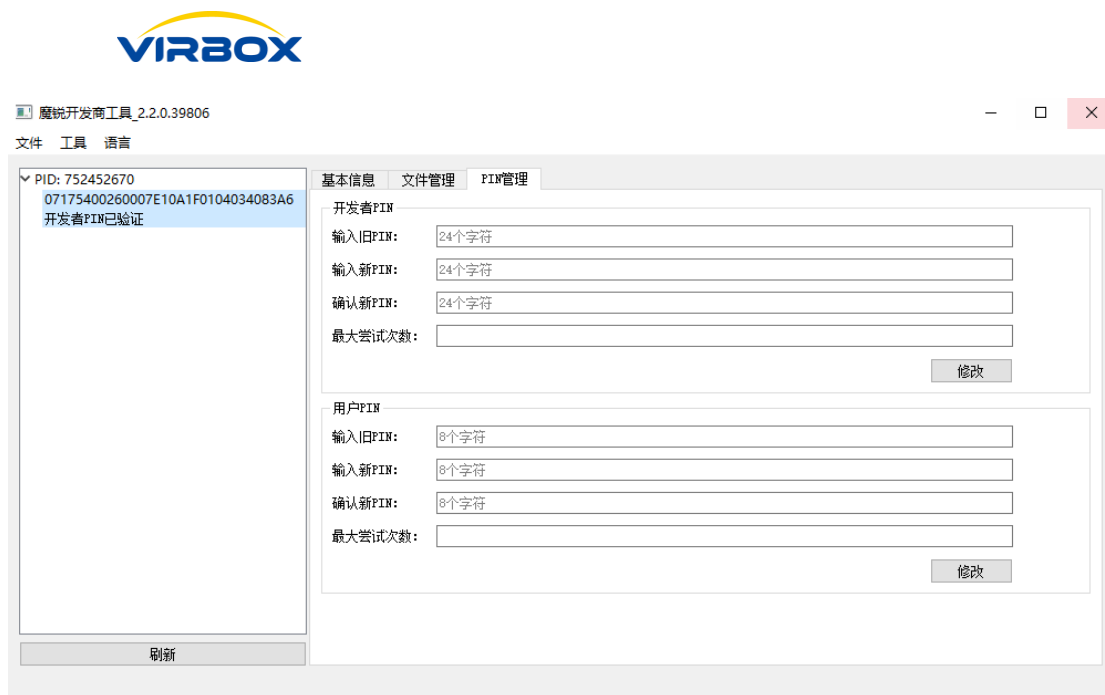 VIRBOX
魔锐开发商工具_2.2.0.39806
文件 工具 语言
PID: 752452670
07175400260007E10A1F0104034083A6
开发者PIN已验证
刷新
基本信息 文件管理 PIN管理
开发者PIN
输入旧PIN: 24个字符
输入新PIN: 24个字符
确认新PIN: 24个字符
最大尝试次数:
修改
用户PIN
输入旧PIN: 8个字符
输入新PIN: 8个字符
确认新PIN: 8个字符
最大尝试次数:
修改